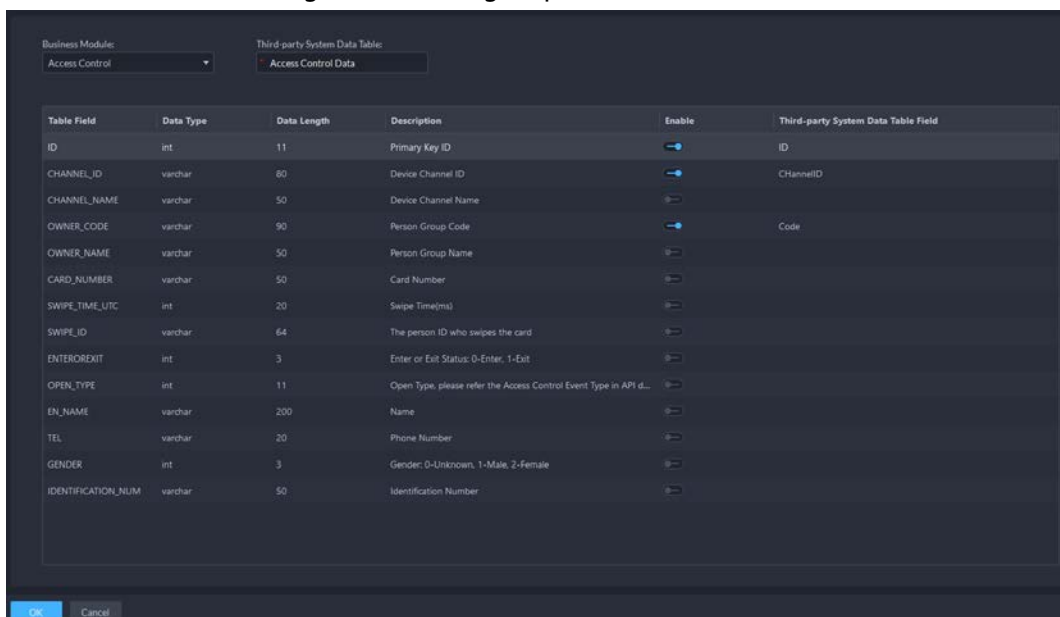 Business Module: Third-party System Data Table:
Access Control * Access Control Data
Table Field Data Type Data Length Description Enable Third-party System Data Table Field
ID int 11 Primary Key ID ID
CHANNEL_ID varchar 80 Device Channel ID CHannelID
CHANNEL_NAME varchar 50 Device Channel Name
OWNER_CODE varchar 90 Person Group Code Code
OWNER_NAME varchar 50 Person Group Name
CARD_NUMBER varchar 50 Card Number
SWIPE_TIME_UTC int 20 Swipe Time(ms)
SWIPE_ID varchar 64 The person ID who swipes the card
ENTEROREXIT int 3 Enter or Exit Status: 0-Enter, 1-Exit
OPEN_TYPE int 11 Open Type, please refer the Access Control Event Type in API d...
EN_NAME varchar 200 Name
TEL varchar 20 Phone Number
GENDER int 3 Gender: 0-Unknown, 1-Male, 2-Female
IDENTIFICATION_NUM varchar 50 Identification Number
OK Cancel